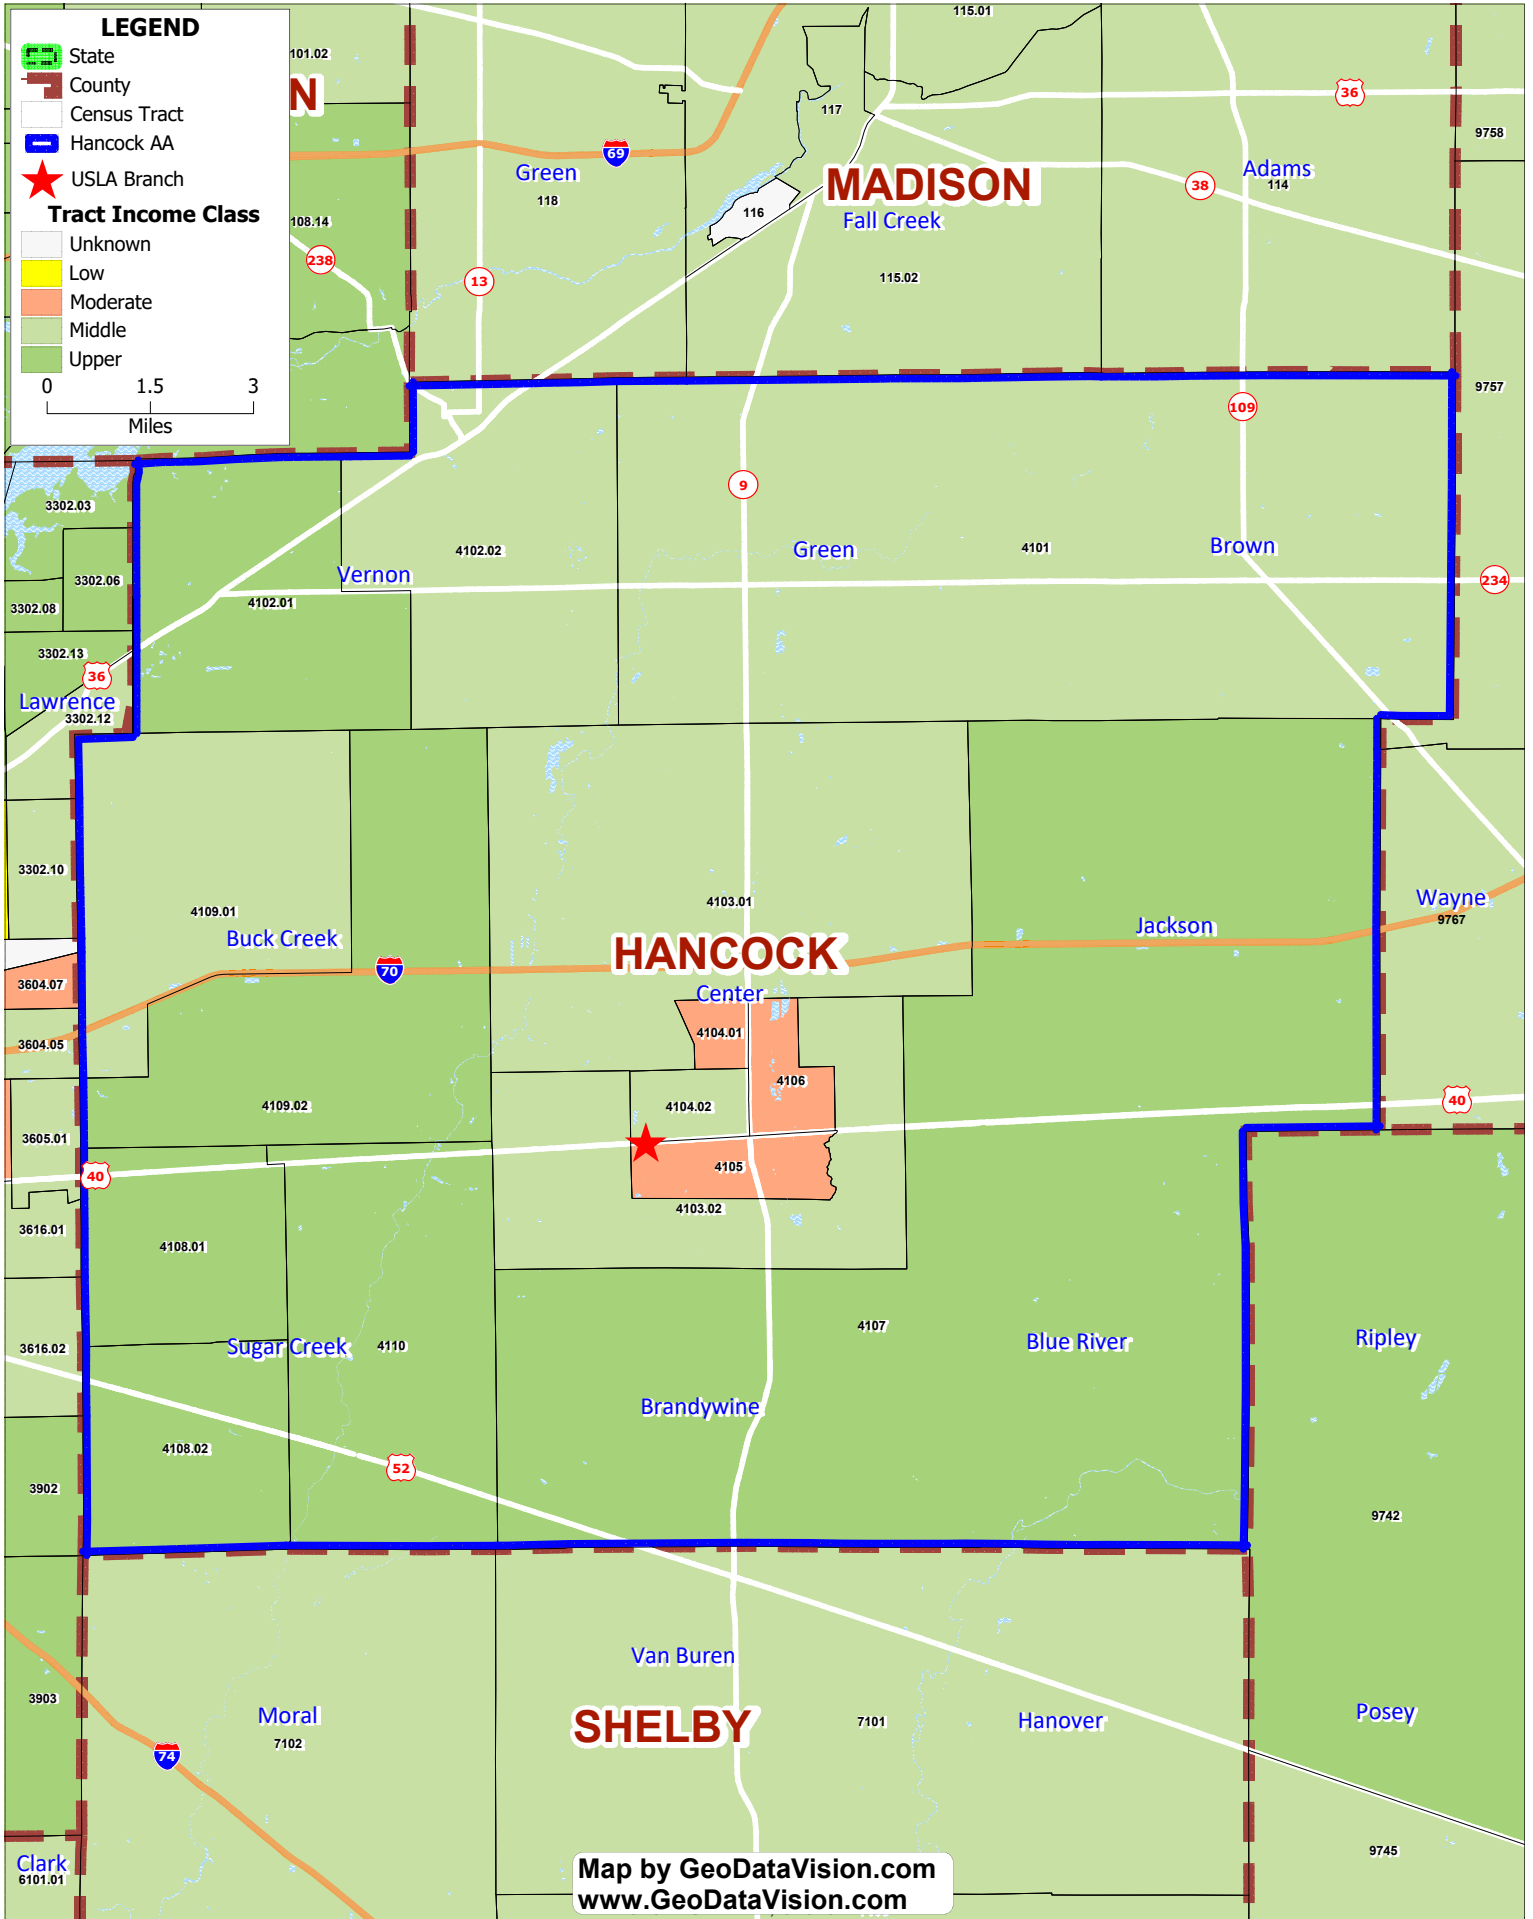 LEGEND
State
County
Census Tract
Hancock AA
USLA Branch
Tract Income Class
Unknown
Low
Moderate
Middle
Upper
0 1.5 3
Miles
115.01
101.02
N
36
117
9758
69
Green
118
MADISON
Adams
114
38
116
Fall Creek
108.14
238
13
115.02
9757
109
9
3302.03
4102.02
Green
4101
Brown
3302.06
Vernon
234
3302.08
4102.01
3302.13
36
Lawrence
3302.12
3302.10
4109.01
4103.01
Wayne
9767
Buck Creek
Jackson
HANCOCK
70
3604.07
Center
4104.01
3604.05
4106
4109.02
4104.02
40
3605.01
4105
40
4103.02
3616.01
4108.01
4107
3616.02
Sugar Creek
4110
Blue River
Ripley
Brandywine
4108.02
52
3902
9742
Van Buren
3903
Moral
SHELBY
7101
Hanover
Posey
7102
74
Clark
6101.01
9745
Map by GeoDataVision.com
www.GeoDataVision.com